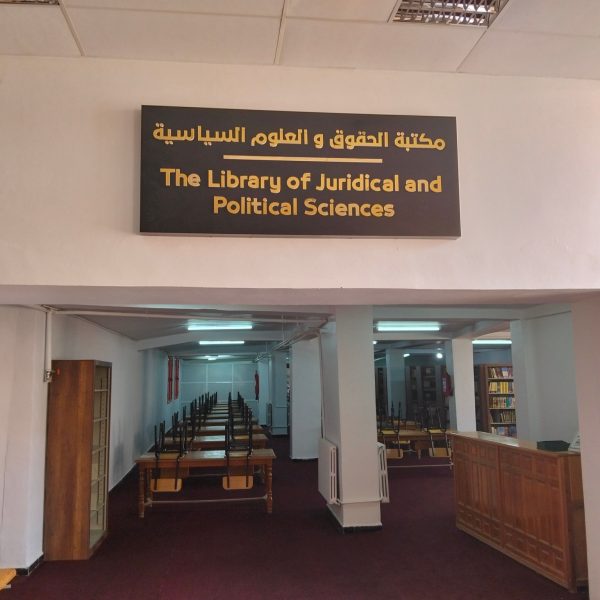 مكتبة الحقوق و العلوم السياسية
The Library of Juridical and
Political Sciences